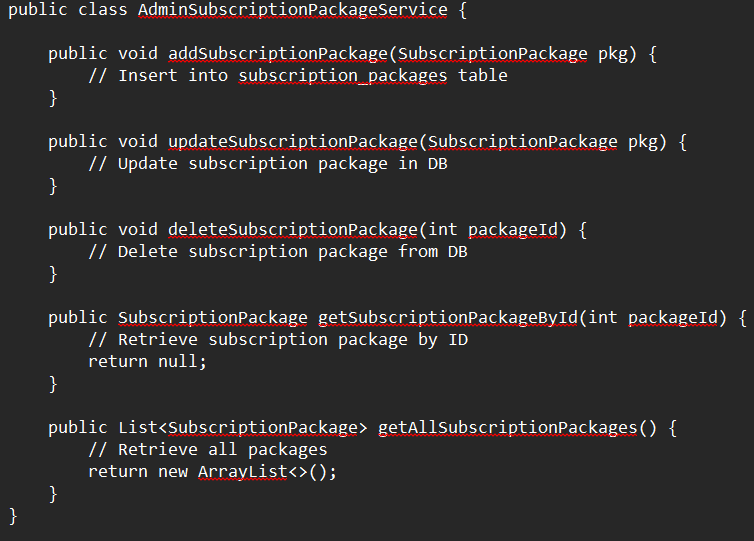 public class AdminSubscriptionPackageService {
public void addSubscriptionPackage(SubscriptionPackage pkg) {
// Insert into subscription_packages table
}
public void updateSubscriptionPackage(SubscriptionPackage pkg) {
// Update subscription package in DB
}
public void deleteSubscriptionPackage(int packageId) {
// Delete subscription package from DB
}
public SubscriptionPackage getSubscriptionPackageById(int packageId) {
// Retrieve subscription package by ID
return null;
}
public List<SubscriptionPackage> getAllSubscriptionPackages() {
// Retrieve all packages
return new ArrayList<>();
}
}